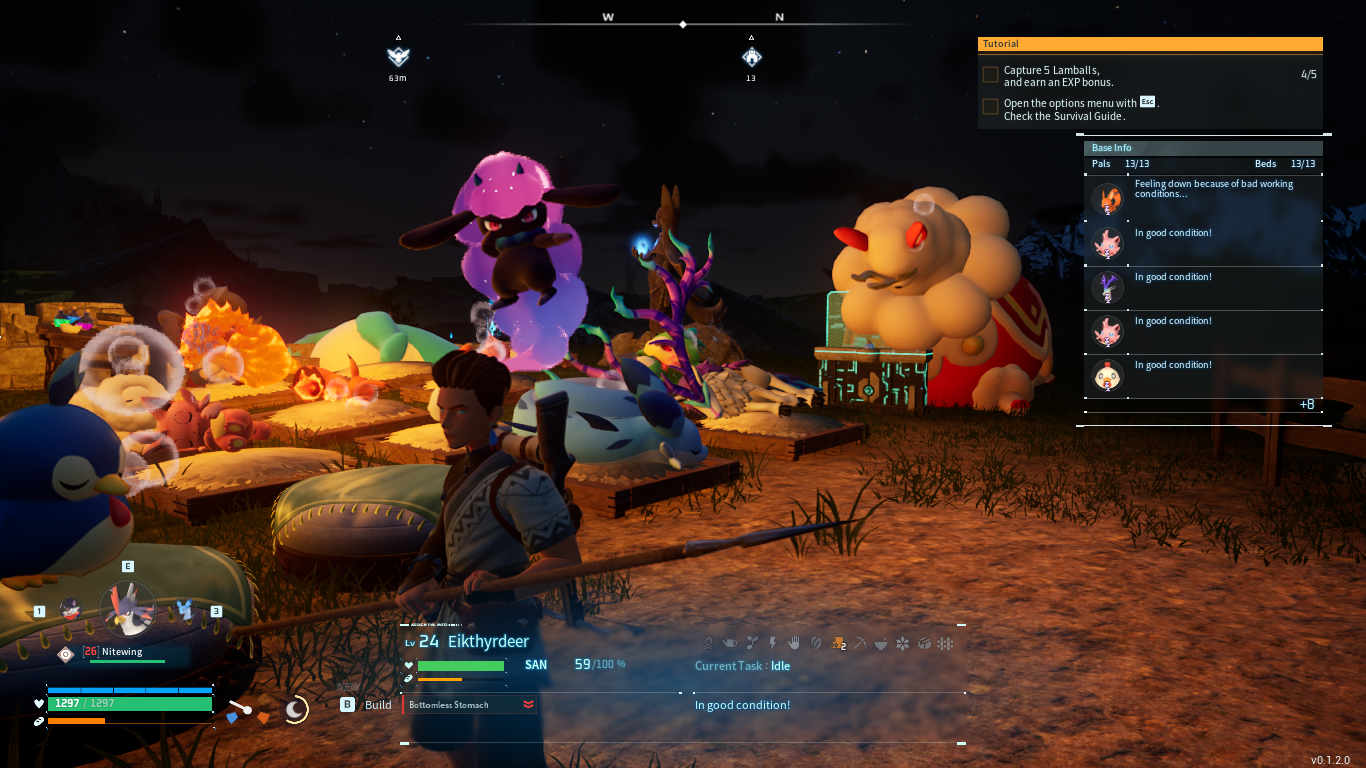 W
N
63m
13
Tutorial
Capture 5 Lamballs,
and earn an EXP bonus.
4/5
Open the options menu with Esc .
Check the Survival Guide.
Base Info
Pals 13/13 Beds 13/13
Feeling down because of bad working
conditions...
In good condition!
In good condition!
In good condition!
In good condition!
+8
E
1
3
[26] Nitewing
1297 / 1297
B Build
Lv 24 Eikthyrdeer
2
SAN 59/100 %
Current Task : Idle
Bottomless Stomach
In good condition!
v0.1.2.0